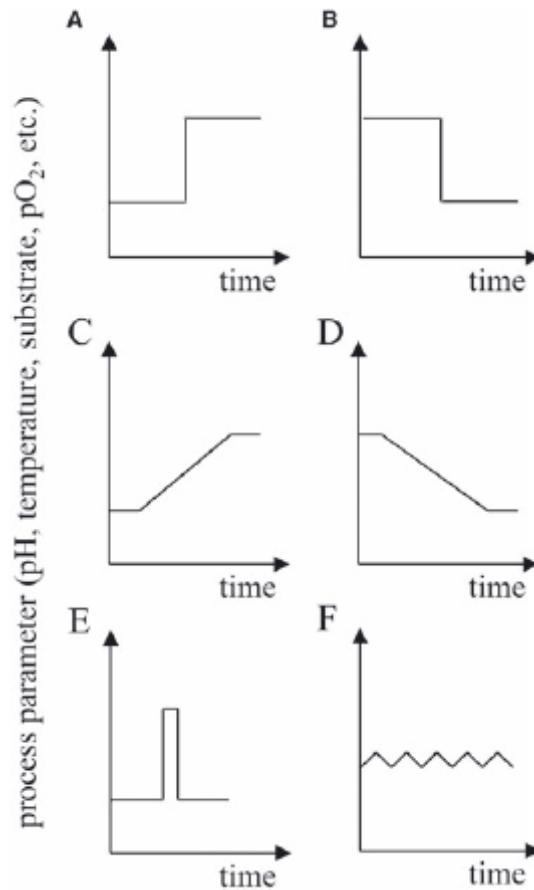 process parameter (pH, temperature, substrate, pO₂, etc.)
A
B
time
time
C
D
time
time
E
F
time
time